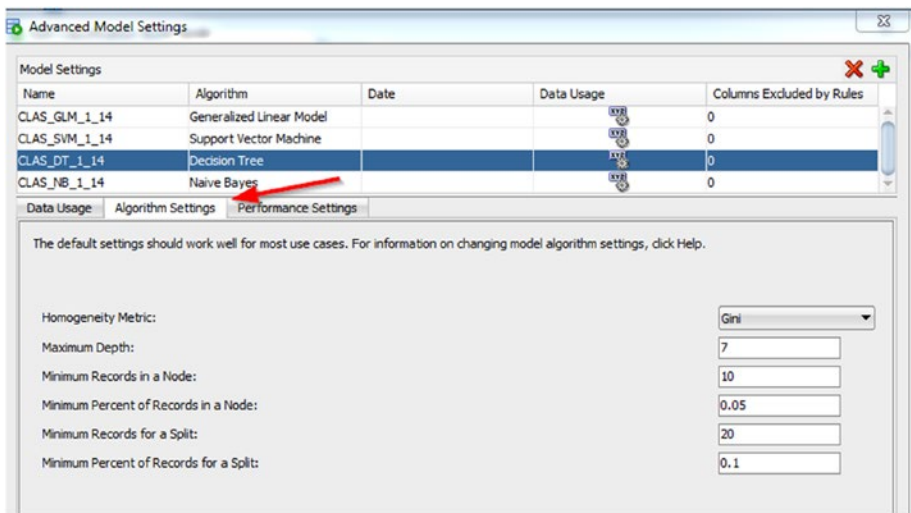 Advanced Model Settings
Model Settings
Name Algorithm Date Data Usage Columns Excluded by Rules
CLAS_GLM_1_14 Generalized Linear Model 0
CLAS_SVM_1_14 Support Vector Machine 0
CLAS_DT_1_14 Decision Tree 0
CLAS_NB_1_14 Naive Bayes 0
Data Usage Algorithm Settings Performance Settings
The default settings should work well for most use cases. For information on changing model algorithm settings, click Help.
Homogeneity Metric: Gini
Maximum Depth: 7
Minimum Records in a Node: 10
Minimum Percent of Records in a Node: 0.05
Minimum Records for a Split: 20
Minimum Percent of Records for a Split: 0.1